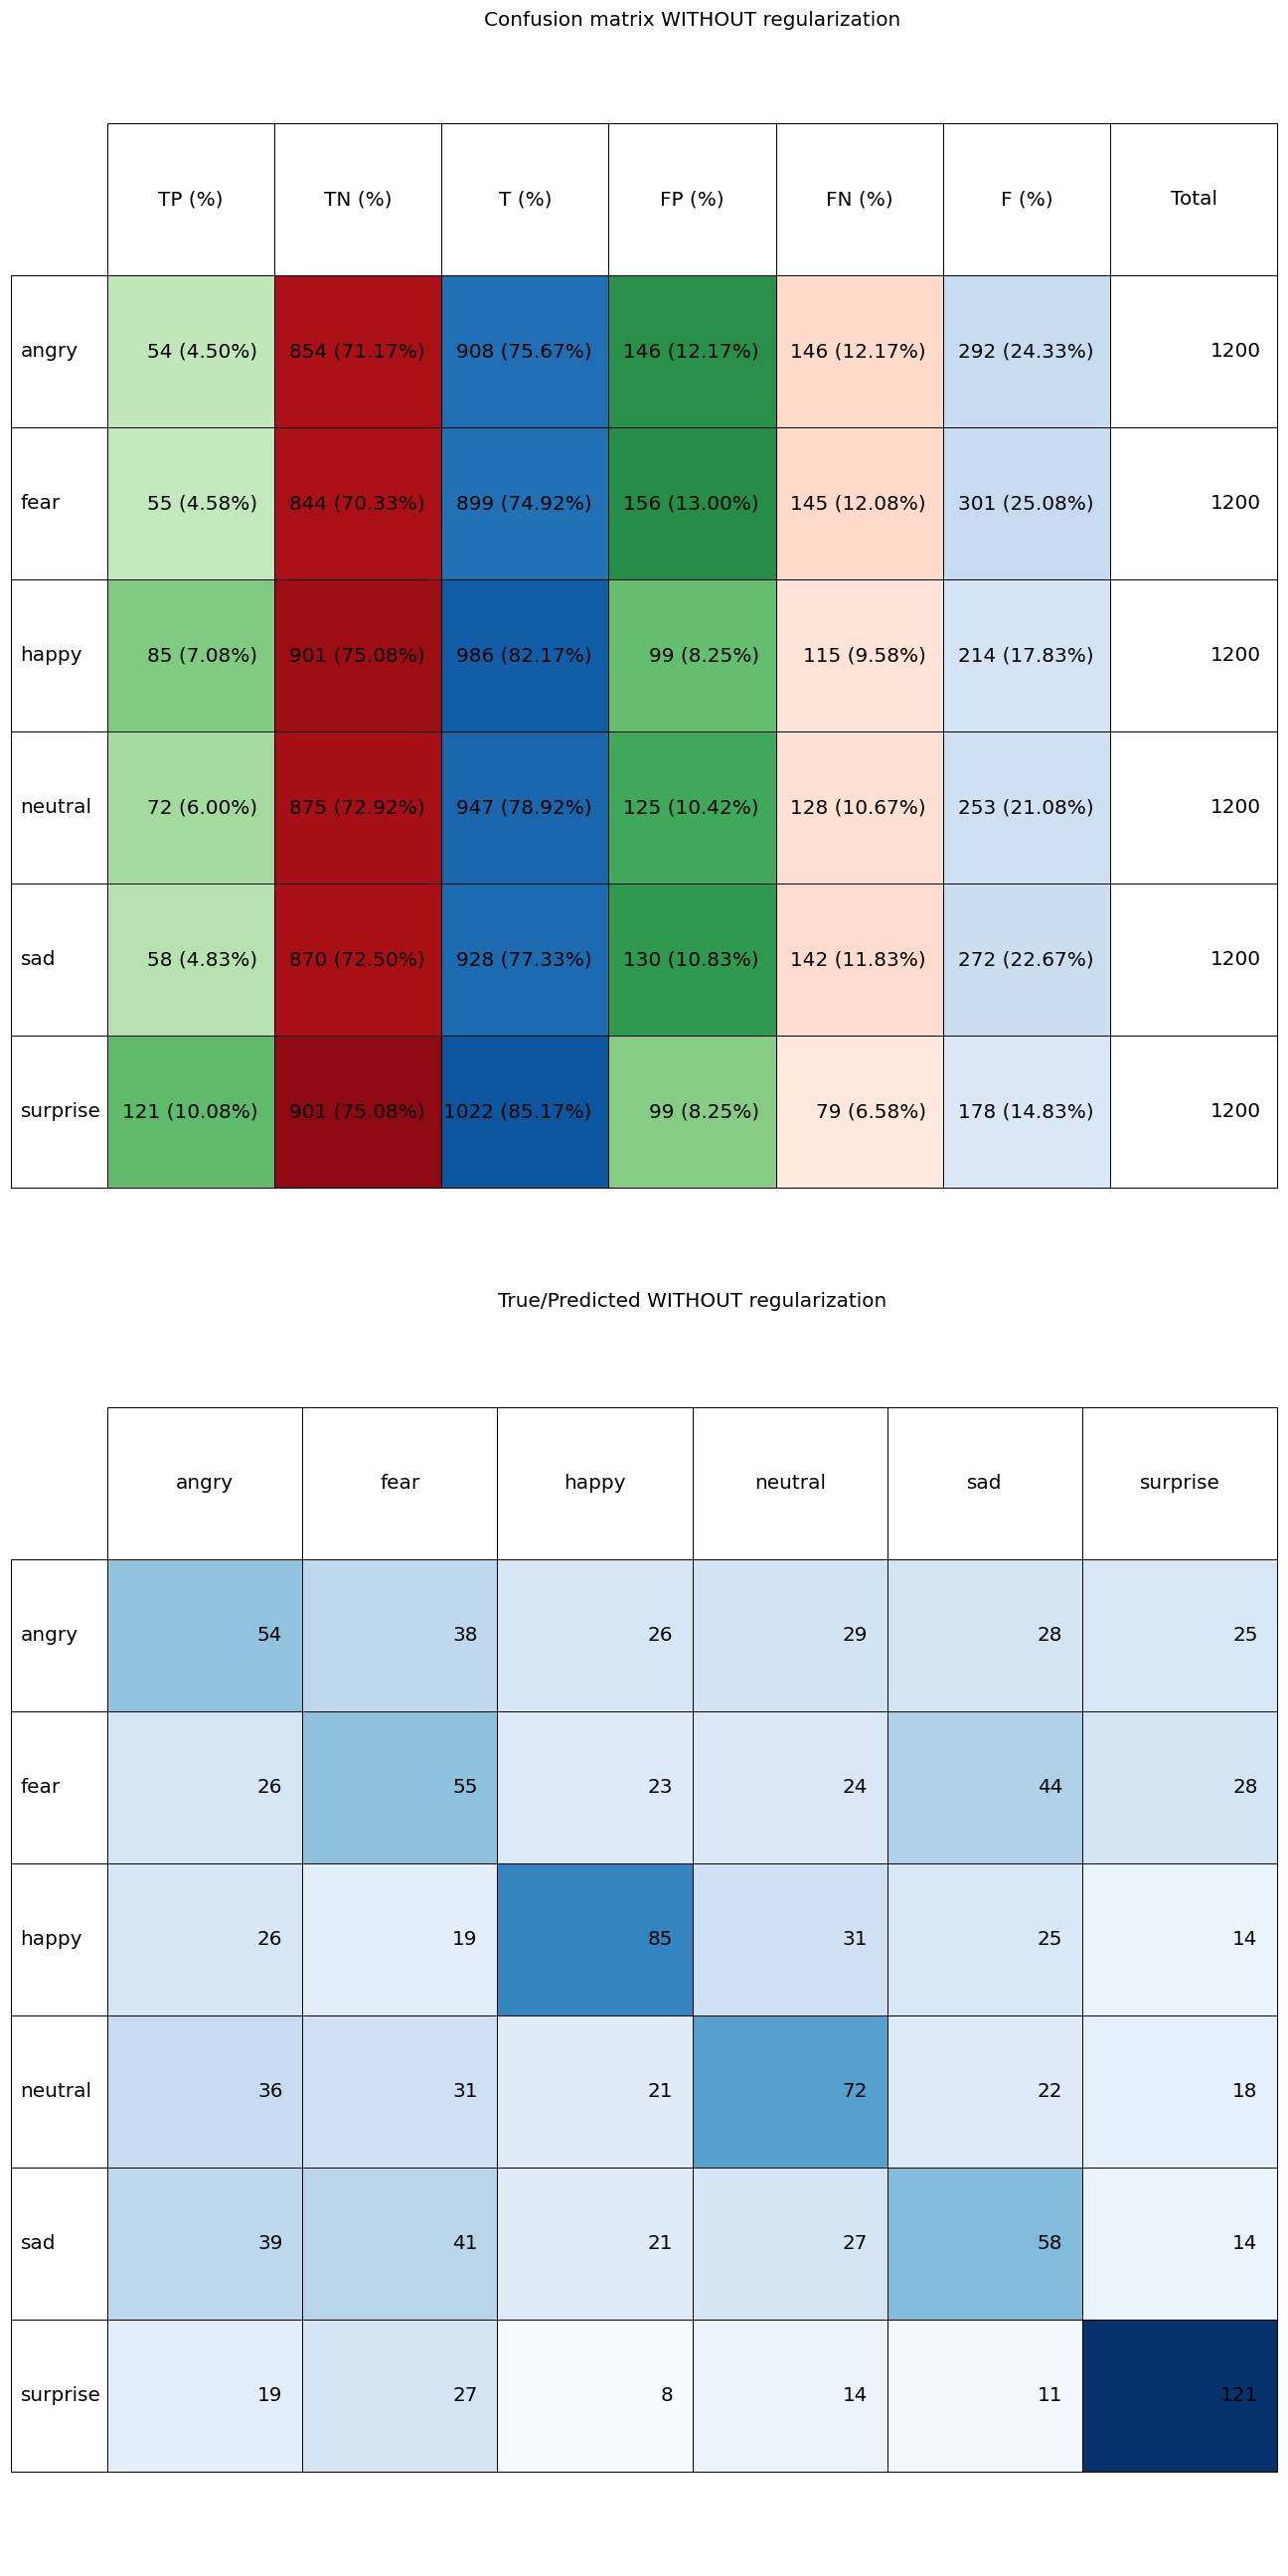 Confusion matrix WITHOUT regularization
TP (%) TN (%) T (%) FP (%) FN (%) F (%) Total
angry 54 (4.50%) 854 (71.17%) 908 (75.67%) 146 (12.17%) 146 (12.17%) 292 (24.33%) 1200
fear 55 (4.58%) 844 (70.33%) 899 (74.92%) 156 (13.00%) 145 (12.08%) 301 (25.08%) 1200
happy 85 (7.08%) 901 (75.08%) 986 (82.17%) 99 (8.25%) 115 (9.58%) 214 (17.83%) 1200
neutral 72 (6.00%) 875 (72.92%) 947 (78.92%) 125 (10.42%) 128 (10.67%) 253 (21.08%) 1200
sad 58 (4.83%) 870 (72.50%) 928 (77.33%) 130 (10.83%) 142 (11.83%) 272 (22.67%) 1200
surprise 121 (10.08%) 901 (75.08%) 1022 (85.17%) 99 (8.25%) 79 (6.58%) 178 (14.83%) 1200
True/Predicted WITHOUT regularization
angry fear happy neutral sad surprise
angry 54 38 26 29 28 25
fear 26 55 23 24 44 28
happy 26 19 85 31 25 14
neutral 36 31 21 72 22 18
sad 39 41 21 27 58 14
surprise 19 27 8 14 11 121